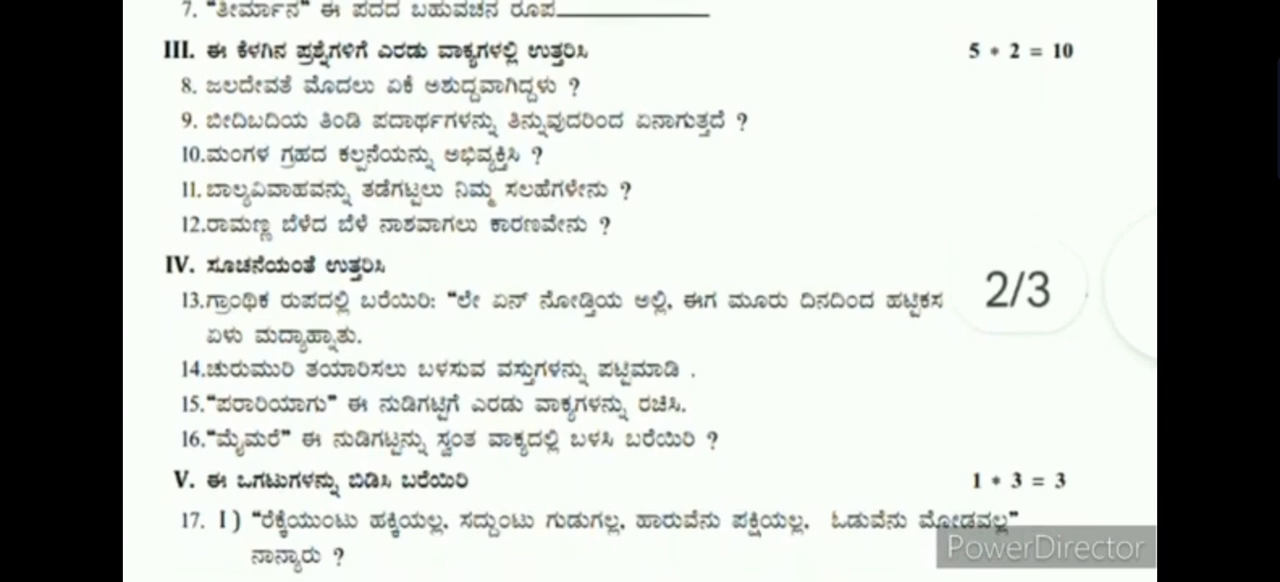 7. "ತೀರ್ಮಾನ" ಈ ಪದದ ಬಹುವಚನ ರೂಪ___________
III. ಈ ಕೆಳಗಿನ ಪ್ರಶ್ನೆಗಳಿಗೆ ಎರಡು ವಾಕ್ಯಗಳಲ್ಲಿ ಉತ್ತರಿಸಿ 5 * 2 = 10
8. ಜಲದೇವತೆ ಮೊದಲು ಏಕೆ ಅಶುದ್ದವಾಗಿದ್ದಳು ?
9. ಬೀದಿಬದಿಯ ತಿಂಡಿ ಪದಾರ್ಥಗಳನ್ನು ತಿನ್ನುವುದರಿಂದ ಏನಾಗುತ್ತದೆ ?
10.ಮಂಗಳ ಗ್ರಹದ ಕಲ್ಪನೆಯನ್ನು ಅಭಿವ್ಯಕ್ತಿಸಿ ?
11. ಬಾಲ್ಯವಿವಾಹವನ್ನು ತಡೆಗಟ್ಟಲು ನಿಮ್ಮ ಸಲಹೆಗಳೇನು ?
12.ರಾಮಣ್ಣ ಬೆಳೆದ ಬೆಳೆ ನಾಶವಾಗಲು ಕಾರಣವೇನು ?
IV. ಸೂಚನೆಯಂತೆ ಉತ್ತರಿಸಿ
13.ಗ್ರಾಂಥಿಕ ರುಪದಲ್ಲಿ ಬರೆಯಿರಿ: "ಲೇ ಏನ್ ನೋಡ್ತಿಯ ಅಲ್ಲಿ, ಈಗ ಮೂರು ದಿನದಿಂದ ಹಟ್ಟಿಕಸ 2/3
ಏಳು ಮದ್ಯಾಹ್ನಾತು.
14.ಚುರುಮುರಿ ತಯಾರಿಸಲು ಬಳಸುವ ವಸ್ತುಗಳನ್ನು ಪಟ್ಟಿಮಾಡಿ .
15."ಪರಾರಿಯಾಗು" ಈ ನುಡಿಗಟ್ಟಿಗೆ ಎರಡು ವಾಕ್ಯಗಳನ್ನು ರಚಿಸಿ.
16."ಮೈಮರೆ" ಈ ನುಡಿಗಟ್ಟನ್ನು ಸ್ವಂತ ವಾಕ್ಯದಲ್ಲಿ ಬಳಸಿ ಬರೆಯಿರಿ ?
V. ಈ ಒಗಟುಗಳನ್ನು ಬಿಡಿಸಿ ಬರೆಯಿರಿ 1 * 3 = 3
17. 1) "ರೆಕ್ಕೆಯುಂಟು ಹಕ್ಕಿಯಲ್ಲ, ಸದ್ದುಂಟು ಗುಡುಗಲ್ಲ, ಹಾರುವೆನು ಪಕ್ಷಿಯಲ್ಲ, ಓಡುವೆನು ಮೋಡವಲ್ಲ"
ನಾನ್ಯಾರು ?
PowerDirector